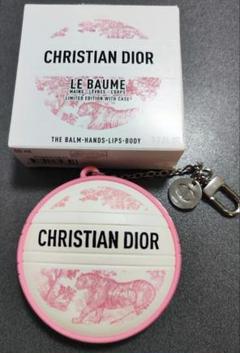 CHRISTIAN DIOR
LE BAUME
MAINS - LÈVRES - CORPS
LIMITED EDITION WITH CASE*
THE BALM-HANDS-LIPS-BODY
CHRISTIAN DIOR